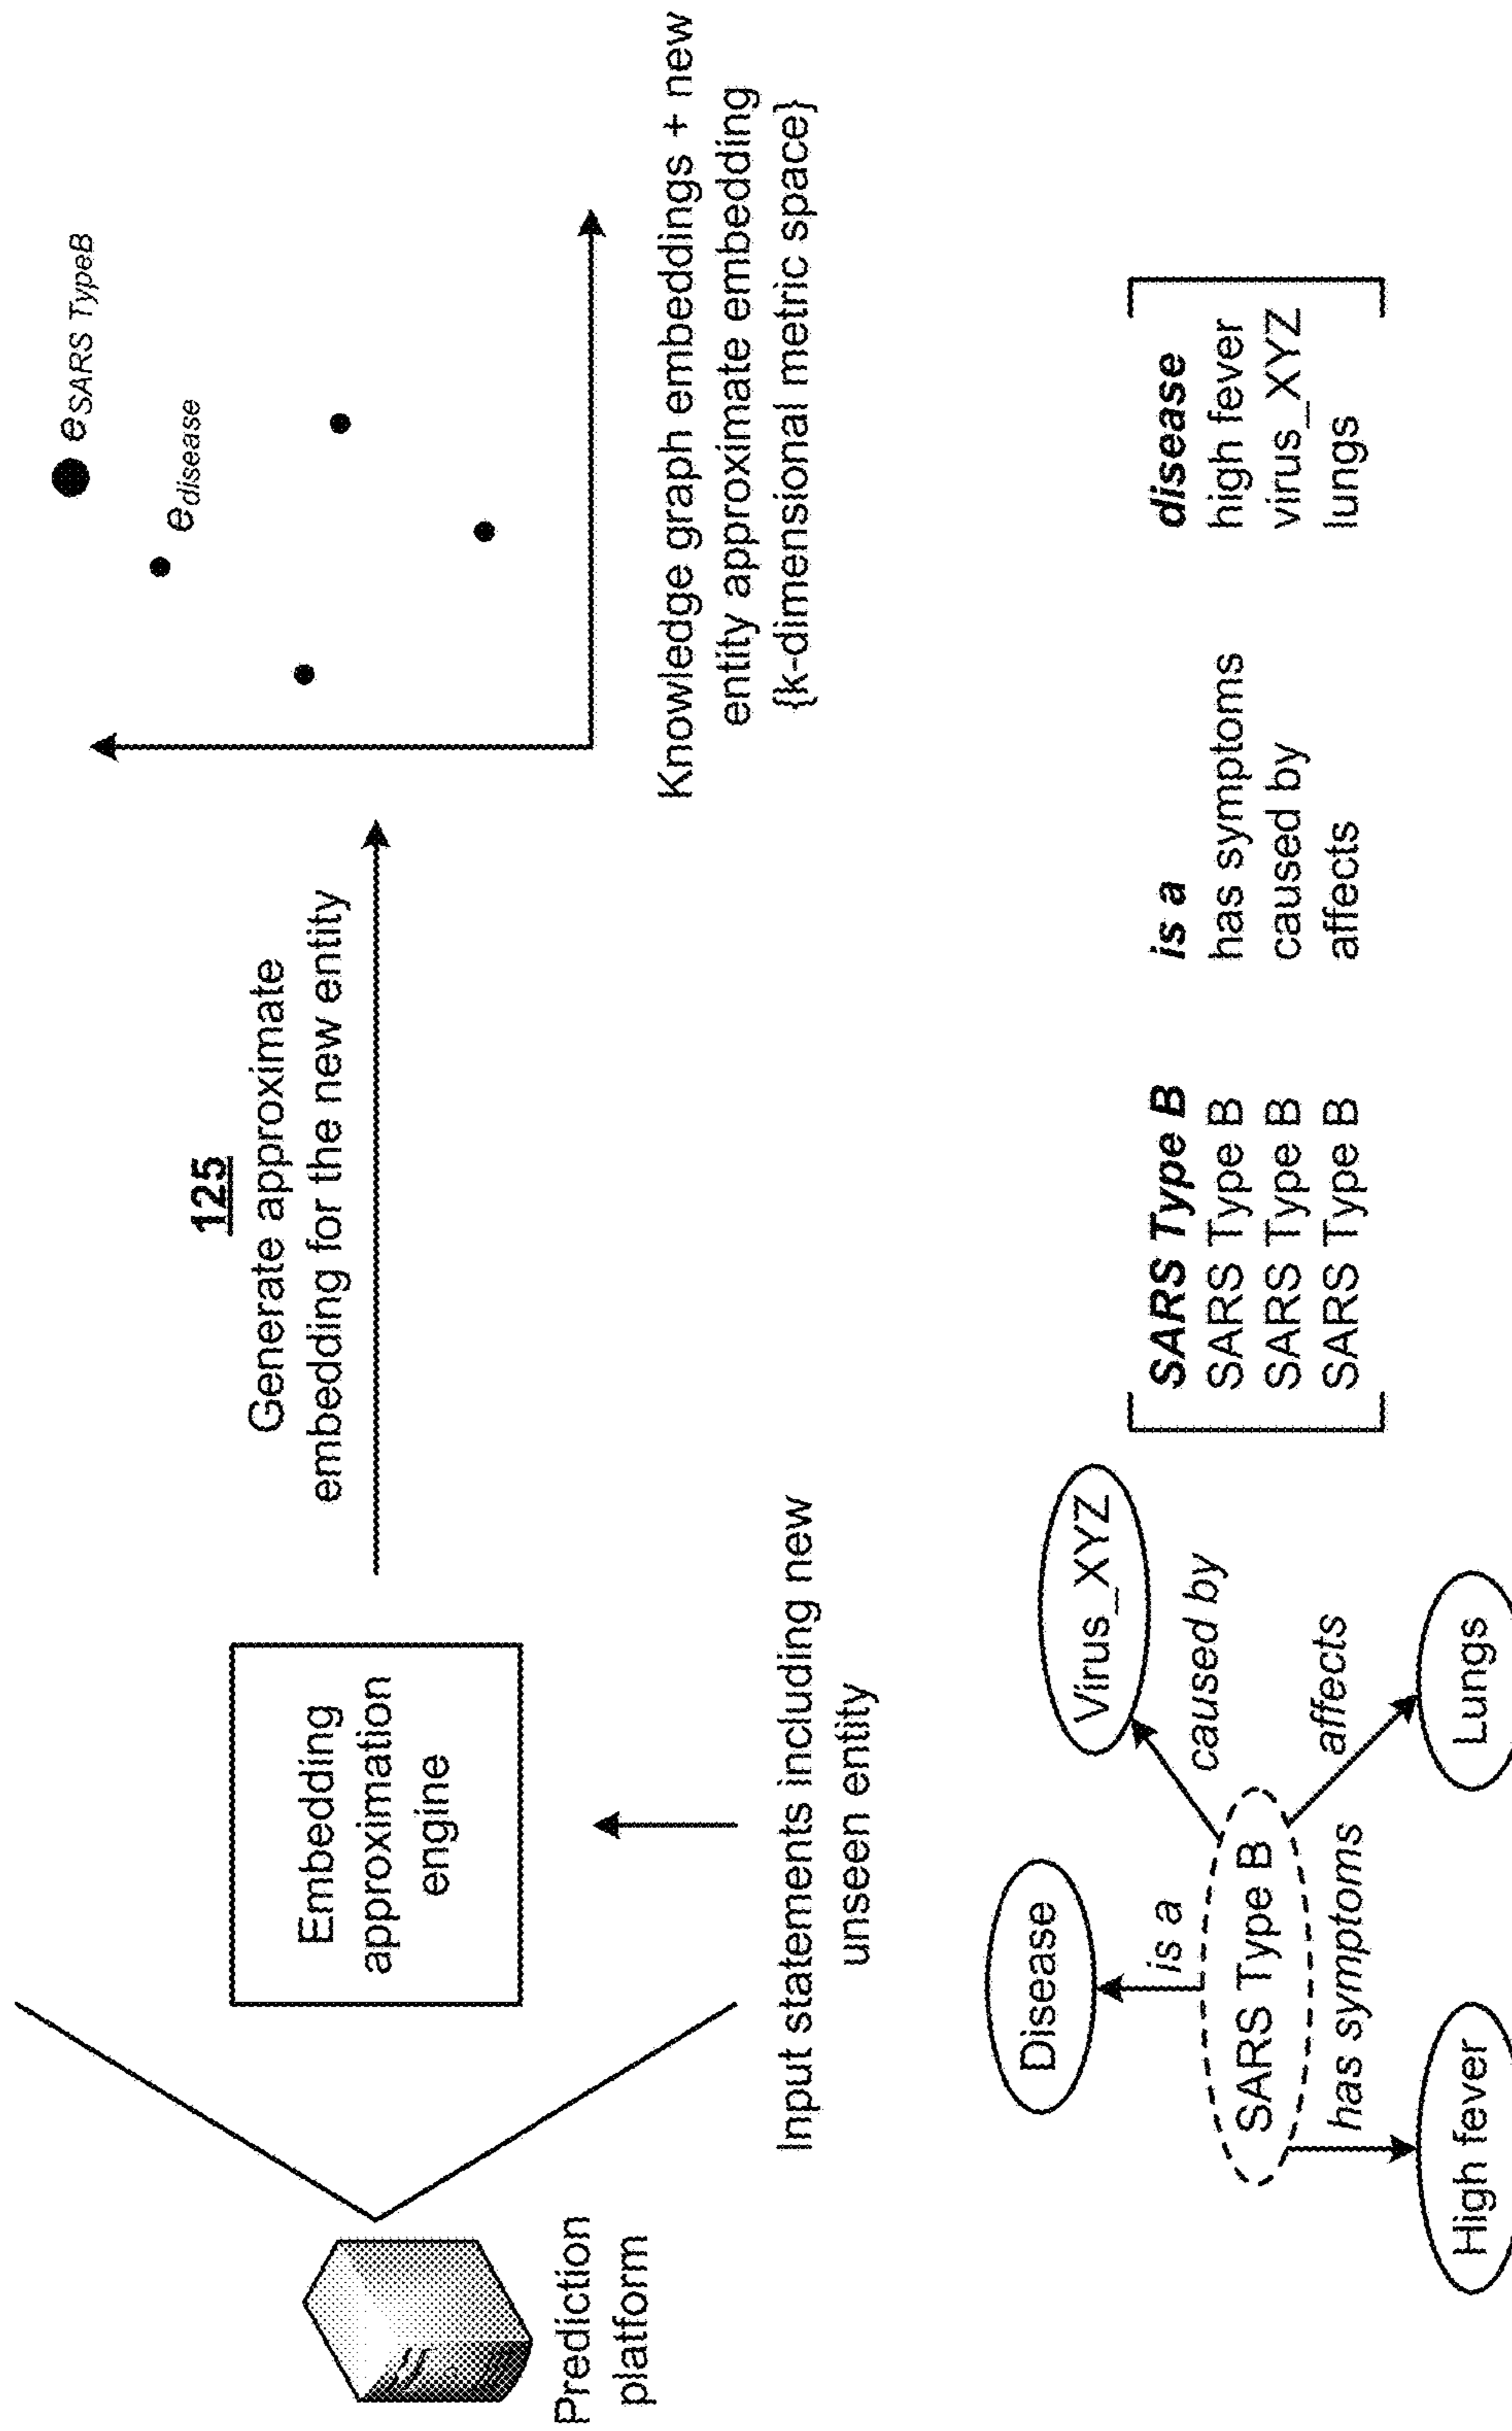 Prediction
platform
Embedding
approximation
engine
125
Generate approximate
embedding for the new entity
eSARS TypeB
edisease
Knowledge graph embeddings + new
entity approximate embedding
{k-dimensional metric space}
Input statements including new
unseen entity
Disease
is a
Virus_XYZ
caused by
SARS Type B
has symptoms
affects
High fever
Lungs
SARS Type B is a disease
SARS Type B has symptoms high fever
SARS Type B caused by virus_XYZ
SARS Type B affects lungs